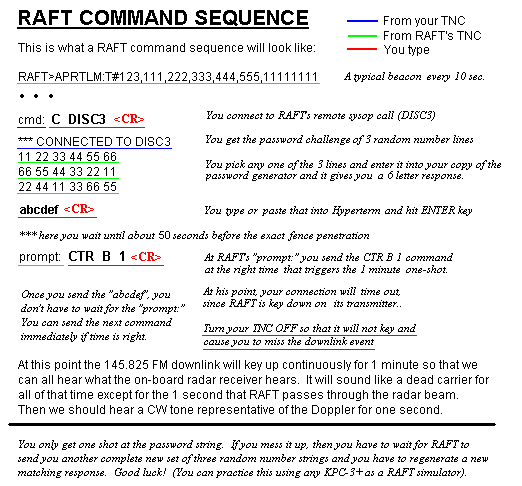 RAFT COMMAND SEQUENCE
From your TNC
From RAFT's TNC
You type
This is what a RAFT command sequence will look like:
RAFT>APRTLM:T#123,111,222,333,444,555,11111111
A typical beacon every 10 sec.
• • •
cmd: C DISC3 <CR>
You connect to RAFT's remote sysop call (DISC3)
*** CONNECTED TO DISC3
You get the password challenge of 3 random number lines
11 22 33 44 55 66
66 55 44 33 22 11
22 44 11 33 66 55
You pick any one of the 3 lines and enter it into your copy of the
password generator and it gives you a 6 letter response.
abcdef <CR>
You type or paste that into Hyperterm and hit ENTER key
*** here you wait until about 50 seconds before the exact fence penetration
prompt: CTR B 1 <CR>
At RAFT's "prompt:" you send the CTR B 1 command
at the right time that triggers the 1 minute one-shot.
Once you send the "abcdef", you
don't have to wait for the "prompt:"
You can send the next command
immediately if time is right.
At his point, your connection will time out,
since RAFT is key down on its transmitter..
Turn your TNC OFF so that it will not key and
cause you to miss the downlink event
At this point the 145.825 FM downlink will key up continuously for 1 minute so that we
can all hear what the on-board radar receiver hears. It will sound like a dead carrier for
all of that time except for the 1 second that RAFT passes through the radar beam.
Then we should hear a CW tone representative of the Doppler for one second.
You only get one shot at the password string. If you mess it up, then you have to wait for RAFT to
send you another complete new set of three random number strings and you have to regenerate a new
matching response. Good luck! (You can practice this using any KPC-3+ as a RAFT simulator).